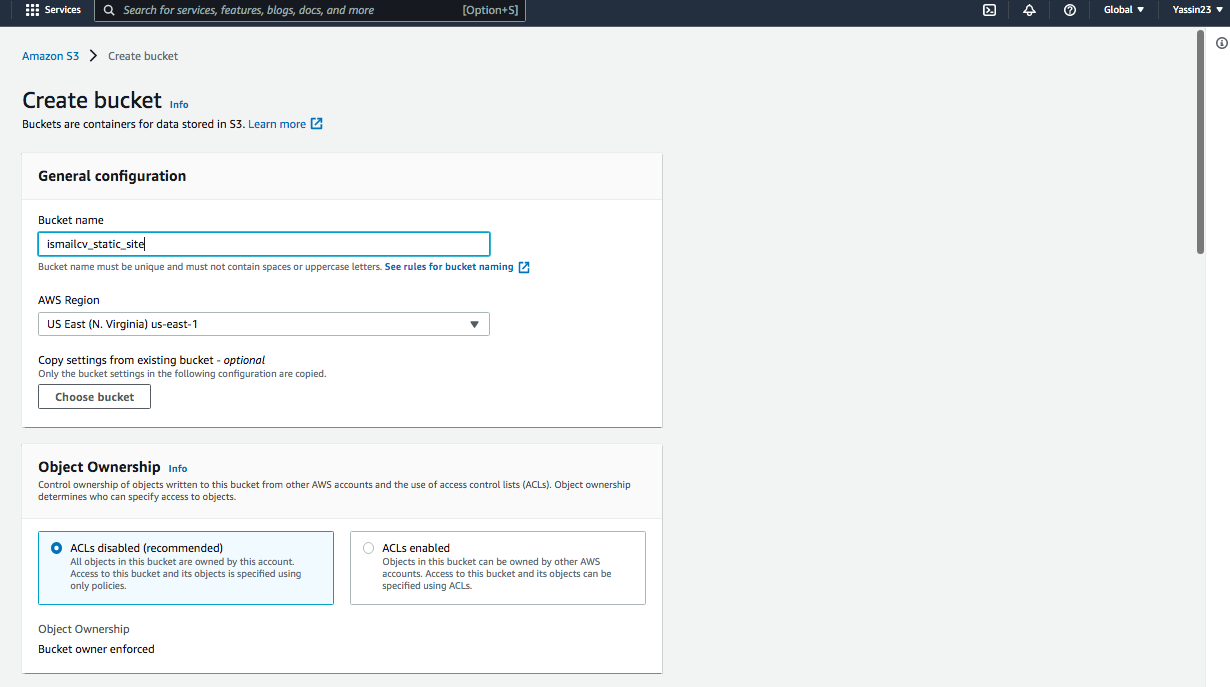 Services
Search for services, features, blogs, docs, and more
[Option+S]
Global
Yassin23
Amazon S3
Create bucket
Create bucket Info
Buckets are containers for data stored in S3. Learn more
General configuration
Bucket name
ismailcv_static_site
Bucket name must be unique and must not contain spaces or uppercase letters. See rules for bucket naming
AWS Region
US East (N. Virginia) us-east-1
Copy settings from existing bucket - optional
Only the bucket settings in the following configuration are copied.
Choose bucket
Object Ownership Info
Control ownership of objects written to this bucket from other AWS accounts and the use of access control lists (ACLs). Object ownership
determines who can specify access to objects.
ACLs disabled (recommended)
All objects in this bucket are owned by this account.
Access to this bucket and its objects is specified using
only policies.
ACLs enabled
Objects in this bucket can be owned by other AWS
accounts. Access to this bucket and its objects can be
specified using ACLs.
Object Ownership
Bucket owner enforced